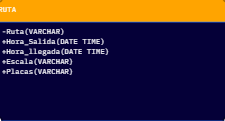 RUTA
-Ruta(VARCHAR)
+Hora_Salida(DATE TIME)
+Hora_llegada(DATE TIME)
+Escala(VARCHAR)
+Placas(VARCHAR)